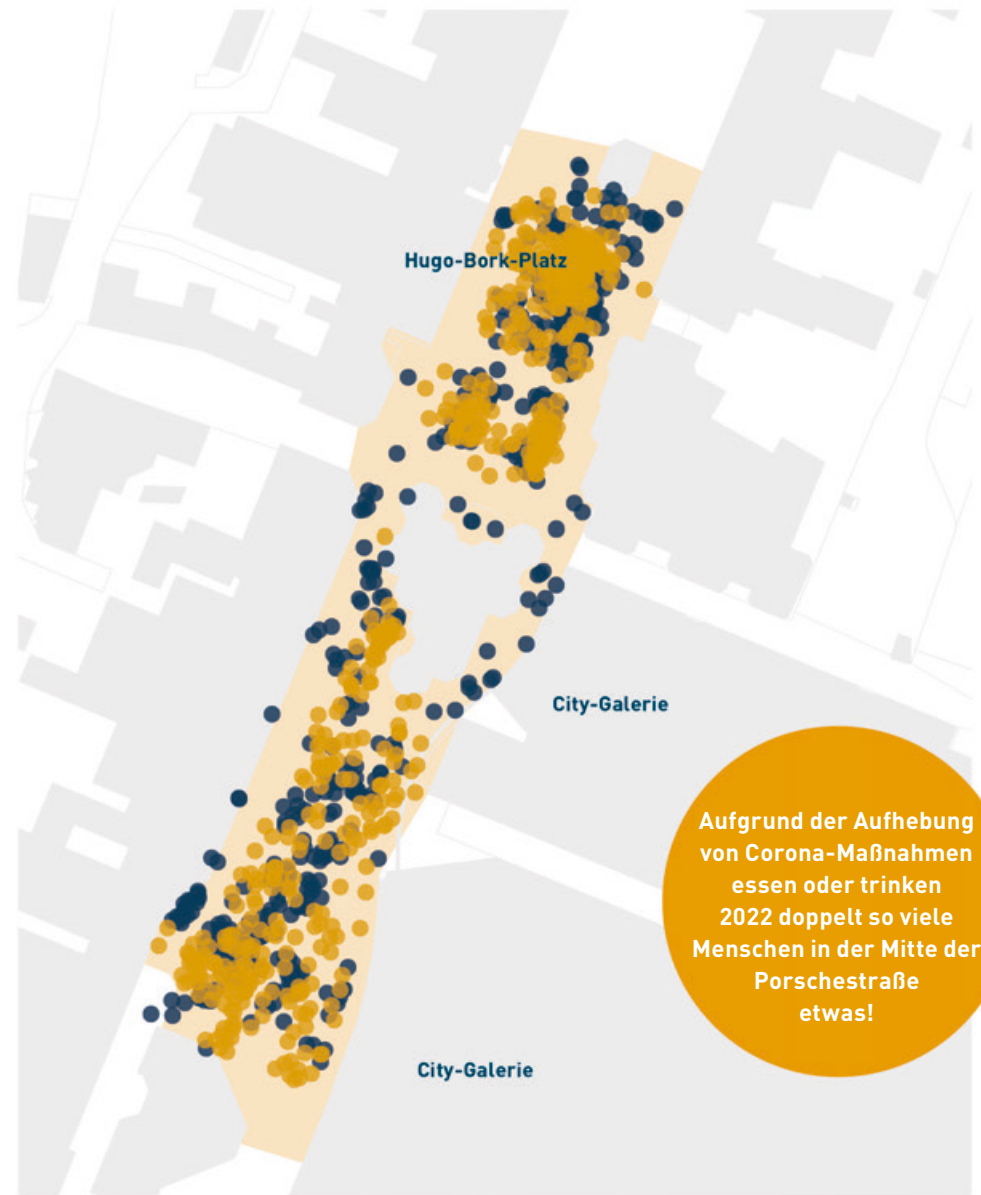 Hugo-Bork-Platz
City-Galerie
Aufgrund der Aufhebung
von Corona-Maßnahmen
essen oder trinken
2022 doppelt so viele
Menschen in der Mitte der
Porschestraße
etwas!
City-Galerie